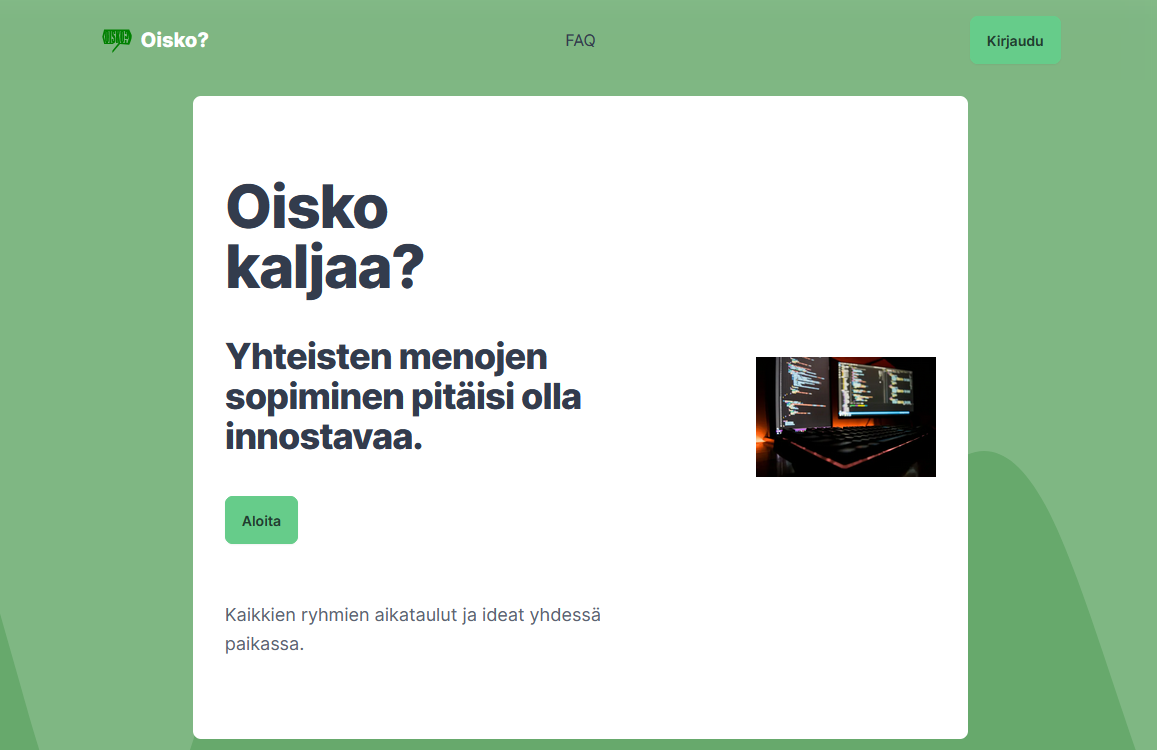 Oisko?
FAQ
Kirjaudu
Oisko
kaljaa?
Yhteisten menojen
sopiminen pitäisi olla
innostavaa.
Aloita
Kaikkien ryhmien aikataulut ja ideat yhdessä
paikassa.